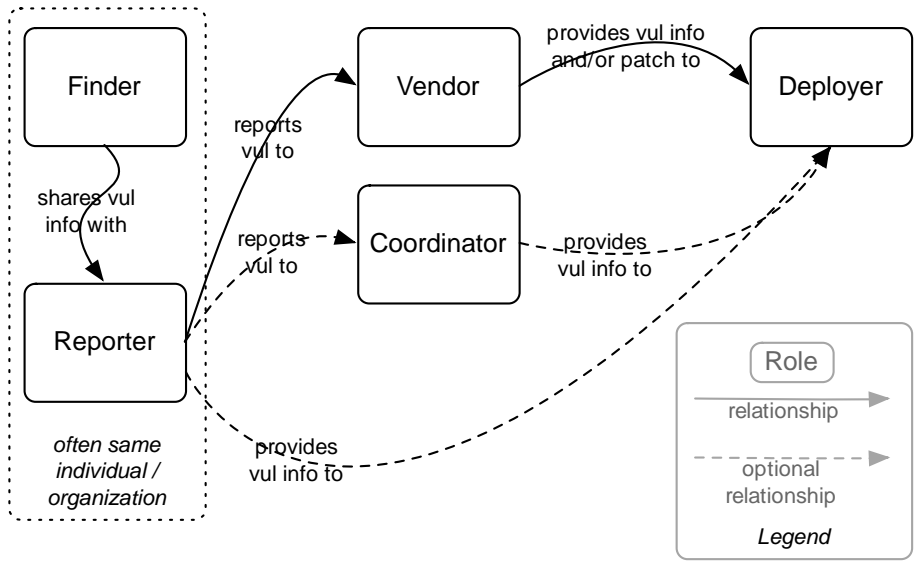 Finder
shares vul
info with
Reporter
often same
individual /
organization
reports
vul to
Vendor
provides vul info
and/or patch to
Deployer
reports
vul to
Coordinator
provides
vul info to
provides
vul info to
Role
relationship
optional
relationship
Legend